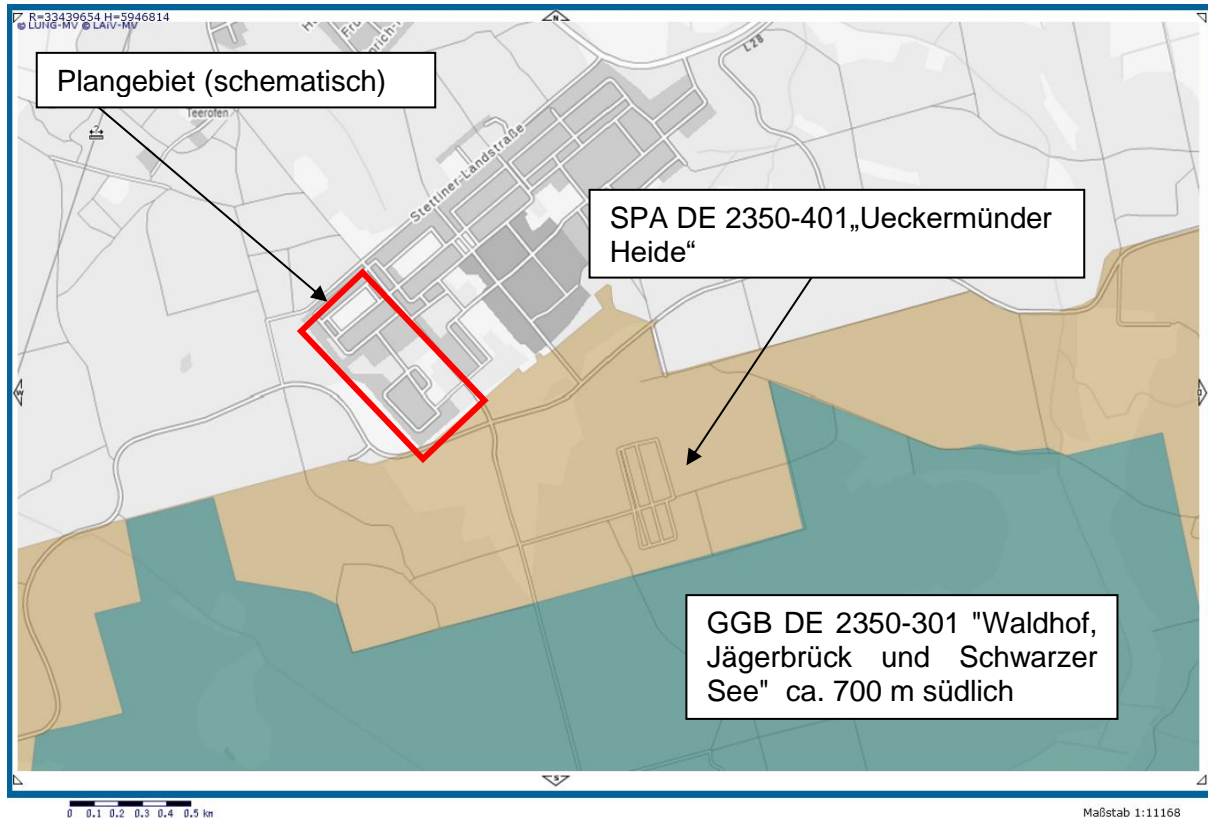 R=33439654 H=5946814
© LUNG-MV © LAiV-MV
N
L28
Plangebiet (schematisch)
Teerofen
Stettiner-Landstraße
SPA DE 2350-401„Ueckermünder
Heide“
W
O
GGB DE 2350-301 "Waldhof,
Jägerbrück und Schwarzer
See" ca. 700 m südlich
S
0 0.1 0.2 0.3 0.4 0.5 km
Maßstab 1:11168